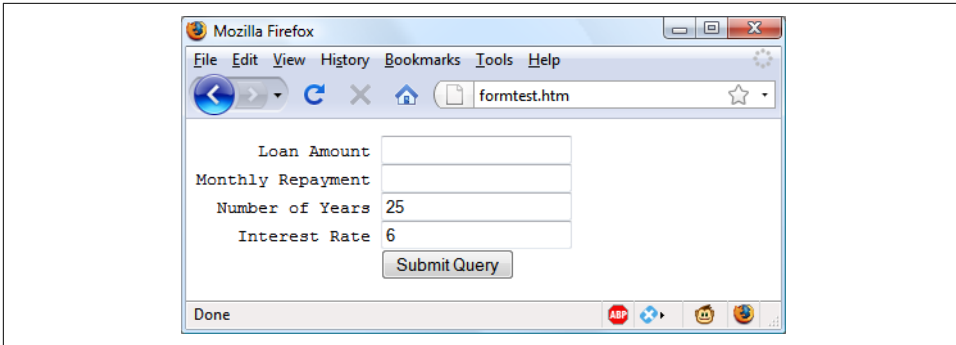 Mozilla Firefox
File Edit View History Bookmarks Tools Help
formtest.htm
Loan Amount
Monthly Repayment
Number of Years 25
Interest Rate 6
Submit Query
Done
ABP